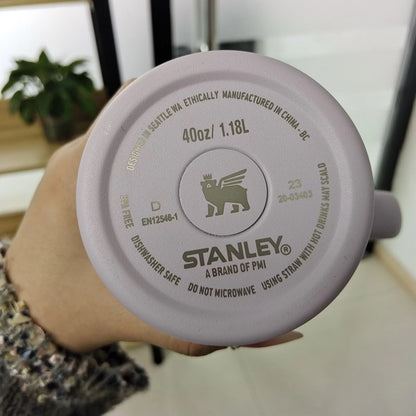 DESIGNED IN SEATTLE WA ETHICALLY MANUFACTURED IN CHINA - BC
40oz/ 1.18L
D
EN12546-1
23
20-03403
STANLEY®
A BRAND OF PMI
BPA FREE DISHWASHER SAFE DO NOT MICROWAVE USING STRAW WITH HOT DRINKS MAY SCALD